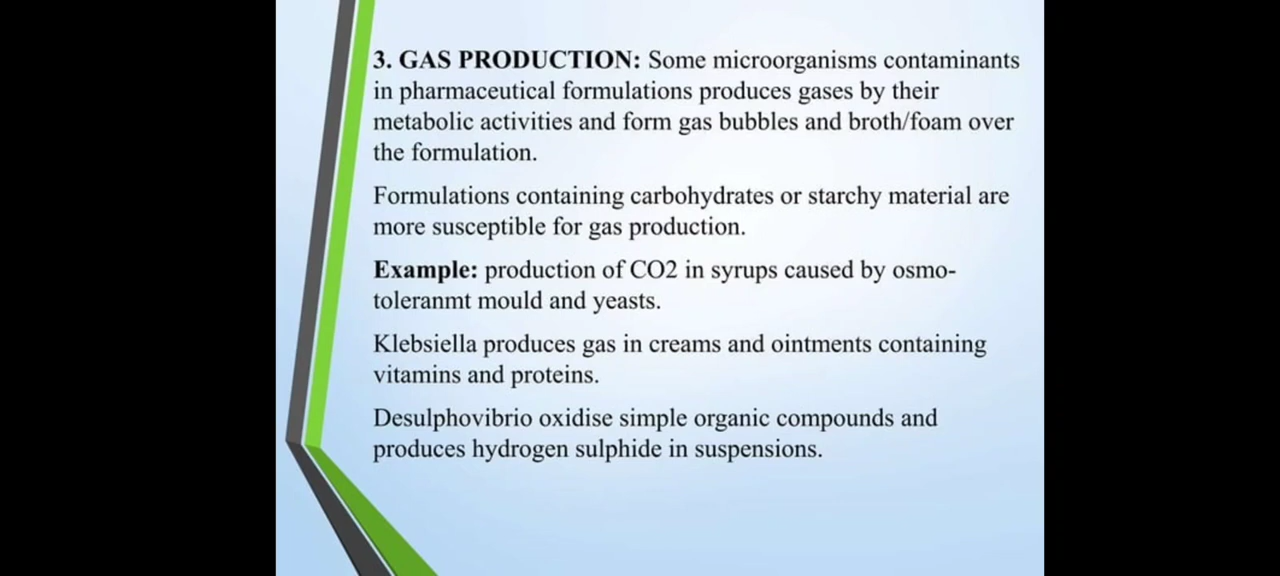 3. GAS PRODUCTION: Some microorganisms contaminants
in pharmaceutical formulations produces gases by their
metabolic activities and form gas bubbles and broth/foam over
the formulation.
Formulations containing carbohydrates or starchy material are
more susceptible for gas production.
Example: production of CO2 in syrups caused by osmo-
toleranmt mould and yeasts.
Klebsiella produces gas in creams and ointments containing
vitamins and proteins.
Desulphovibrio oxidise simple organic compounds and
produces hydrogen sulphide in suspensions.